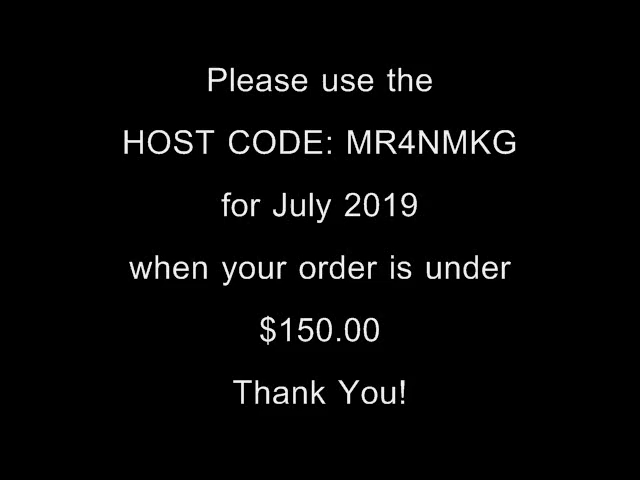 Please use the
HOST CODE: MR4NMKG
for July 2019
when your order is under
$150.00
Thank You!